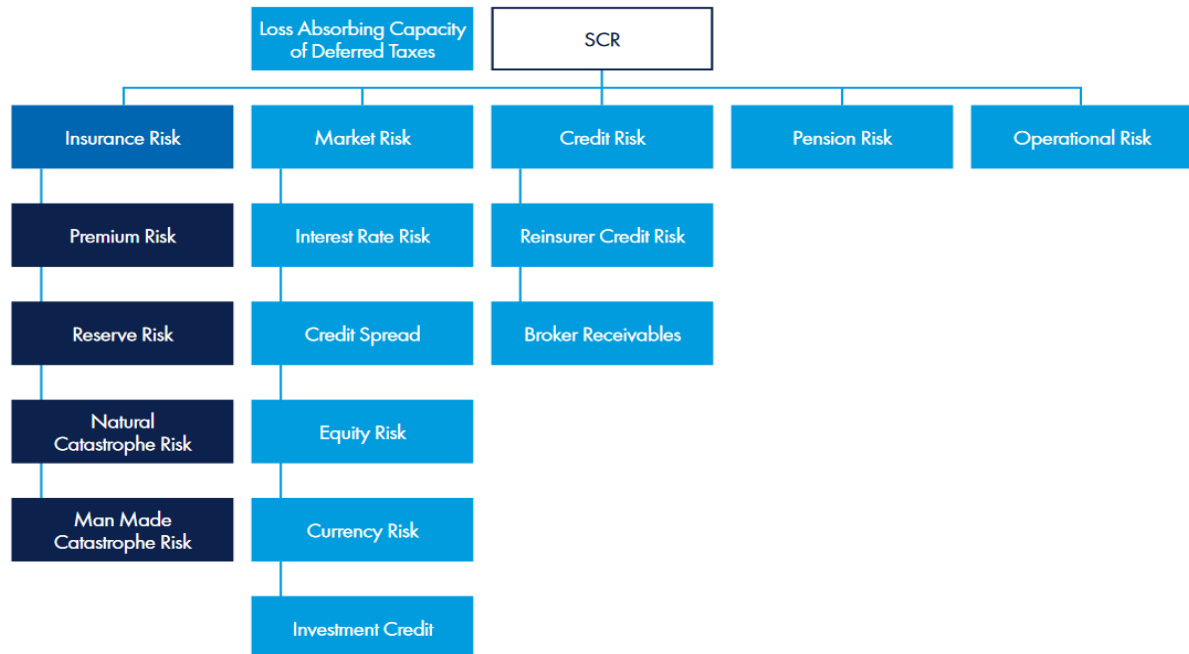 Loss Absorbing Capacity
of Deferred Taxes
SCR
Insurance Risk
Market Risk
Credit Risk
Pension Risk
Operational Risk
Premium Risk
Interest Rate Risk
Reinsurer Credit Risk
Reserve Risk
Credit Spread
Broker Receivables
Natural
Catastrophe Risk
Equity Risk
Man Made
Catastrophe Risk
Currency Risk
Investment Credit